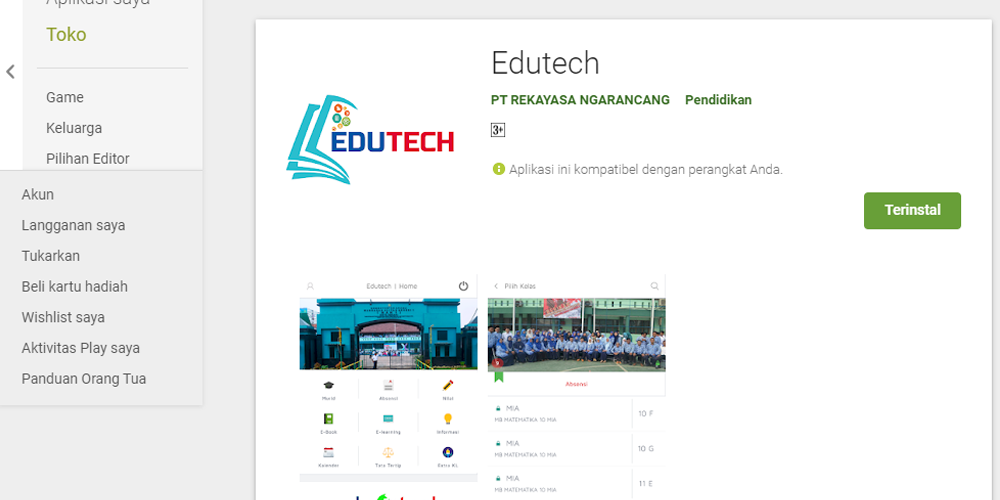 Aplikasi saya
Toko
Game
Keluarga
Pilihan Editor
Akun
Langganan saya
Tukarkan
Beli kartu hadiah
Wishlist saya
Aktivitas Play saya
Panduan Orang Tua
EDUTECH
Edutech
PT REKAYASA NGARANCANG Pendidikan
3+
Aplikasi ini kompatibel dengan perangkat Anda.
Terinstal
Edutech | Home
Murid Absensi Nilai
E-Book E-learning Informasi
Kalender Tata Tertib
Pilih Kelas
Absensi
MIA
MB MATEMATIKA 10 MIA
10 F
MIA
MB MATEMATIKA 10 MIA
10 G
MIA
MB MATEMATIKA 10 MIA
11 E